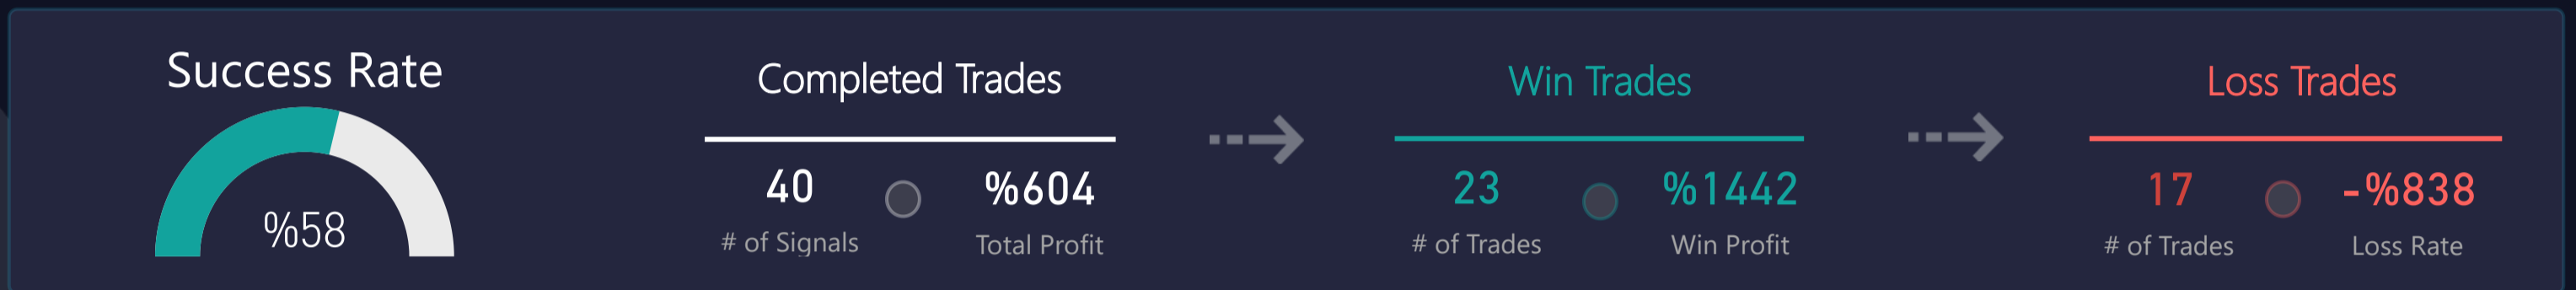 Success Rate
%58
Completed Trades
40
# of Signals
%604
Total Profit
Win Trades
23
# of Trades
%1442
Win Profit
Loss Trades
17
# of Trades
-%838
Loss Rate